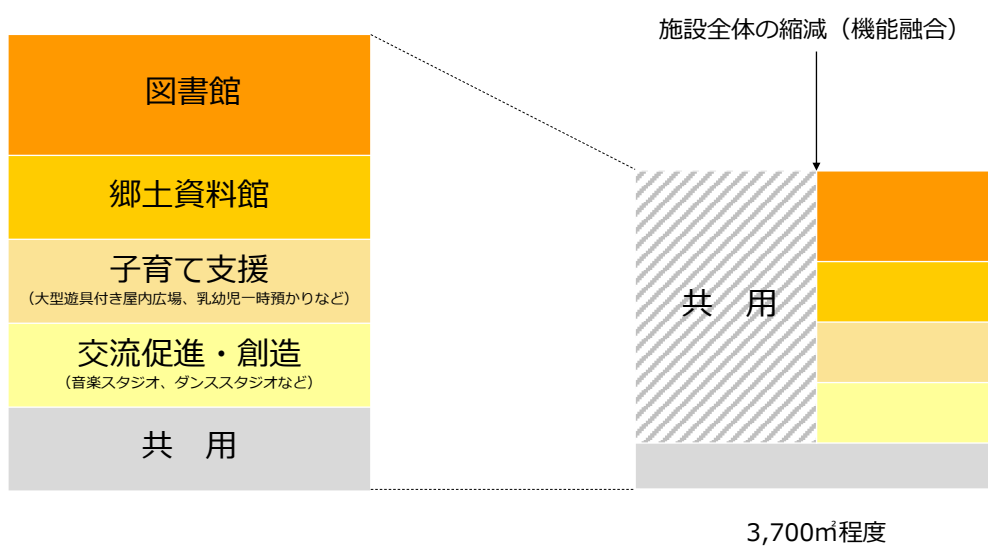 施設全体の縮減（機能融合）
図書館
郷土資料館
子育て支援
（大型遊具付き屋内広場、乳幼児一時預かりなど）
交流促進・創造
（音楽スタジオ、ダンススタジオなど）
共　用
共　用
3,700㎡程度